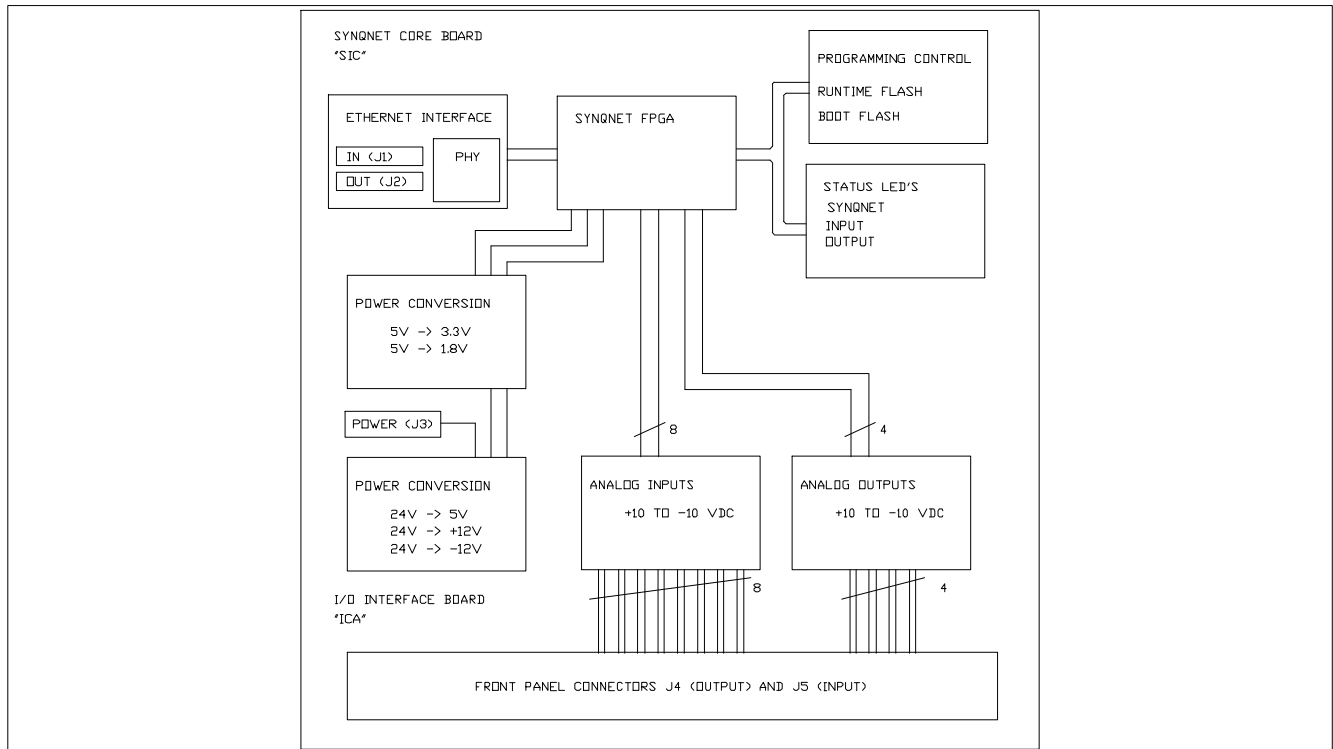 SYNQNET CORE BOARD
"SIC"
ETHERNET INTERFACE
IN (J1)
OUT (J2)
PHY
SYNQNET FPGA
PROGRAMMING CONTROL
RUNTIME FLASH
BOOT FLASH
STATUS LED'S
SYNQNET
INPUT
OUTPUT
POWER CONVERSION
5V -> 3.3V
5V -> 1.8V
POWER (J3)
POWER CONVERSION
24V -> 5V
24V -> +12V
24V -> -12V
8
ANALOG INPUTS
+10 TO -10 VDC
8
4
ANALOG OUTPUTS
+10 TO -10 VDC
4
I/O INTERFACE BOARD
"ICA"
FRONT PANEL CONNECTORS J4 (OUTPUT) AND J5 (INPUT)